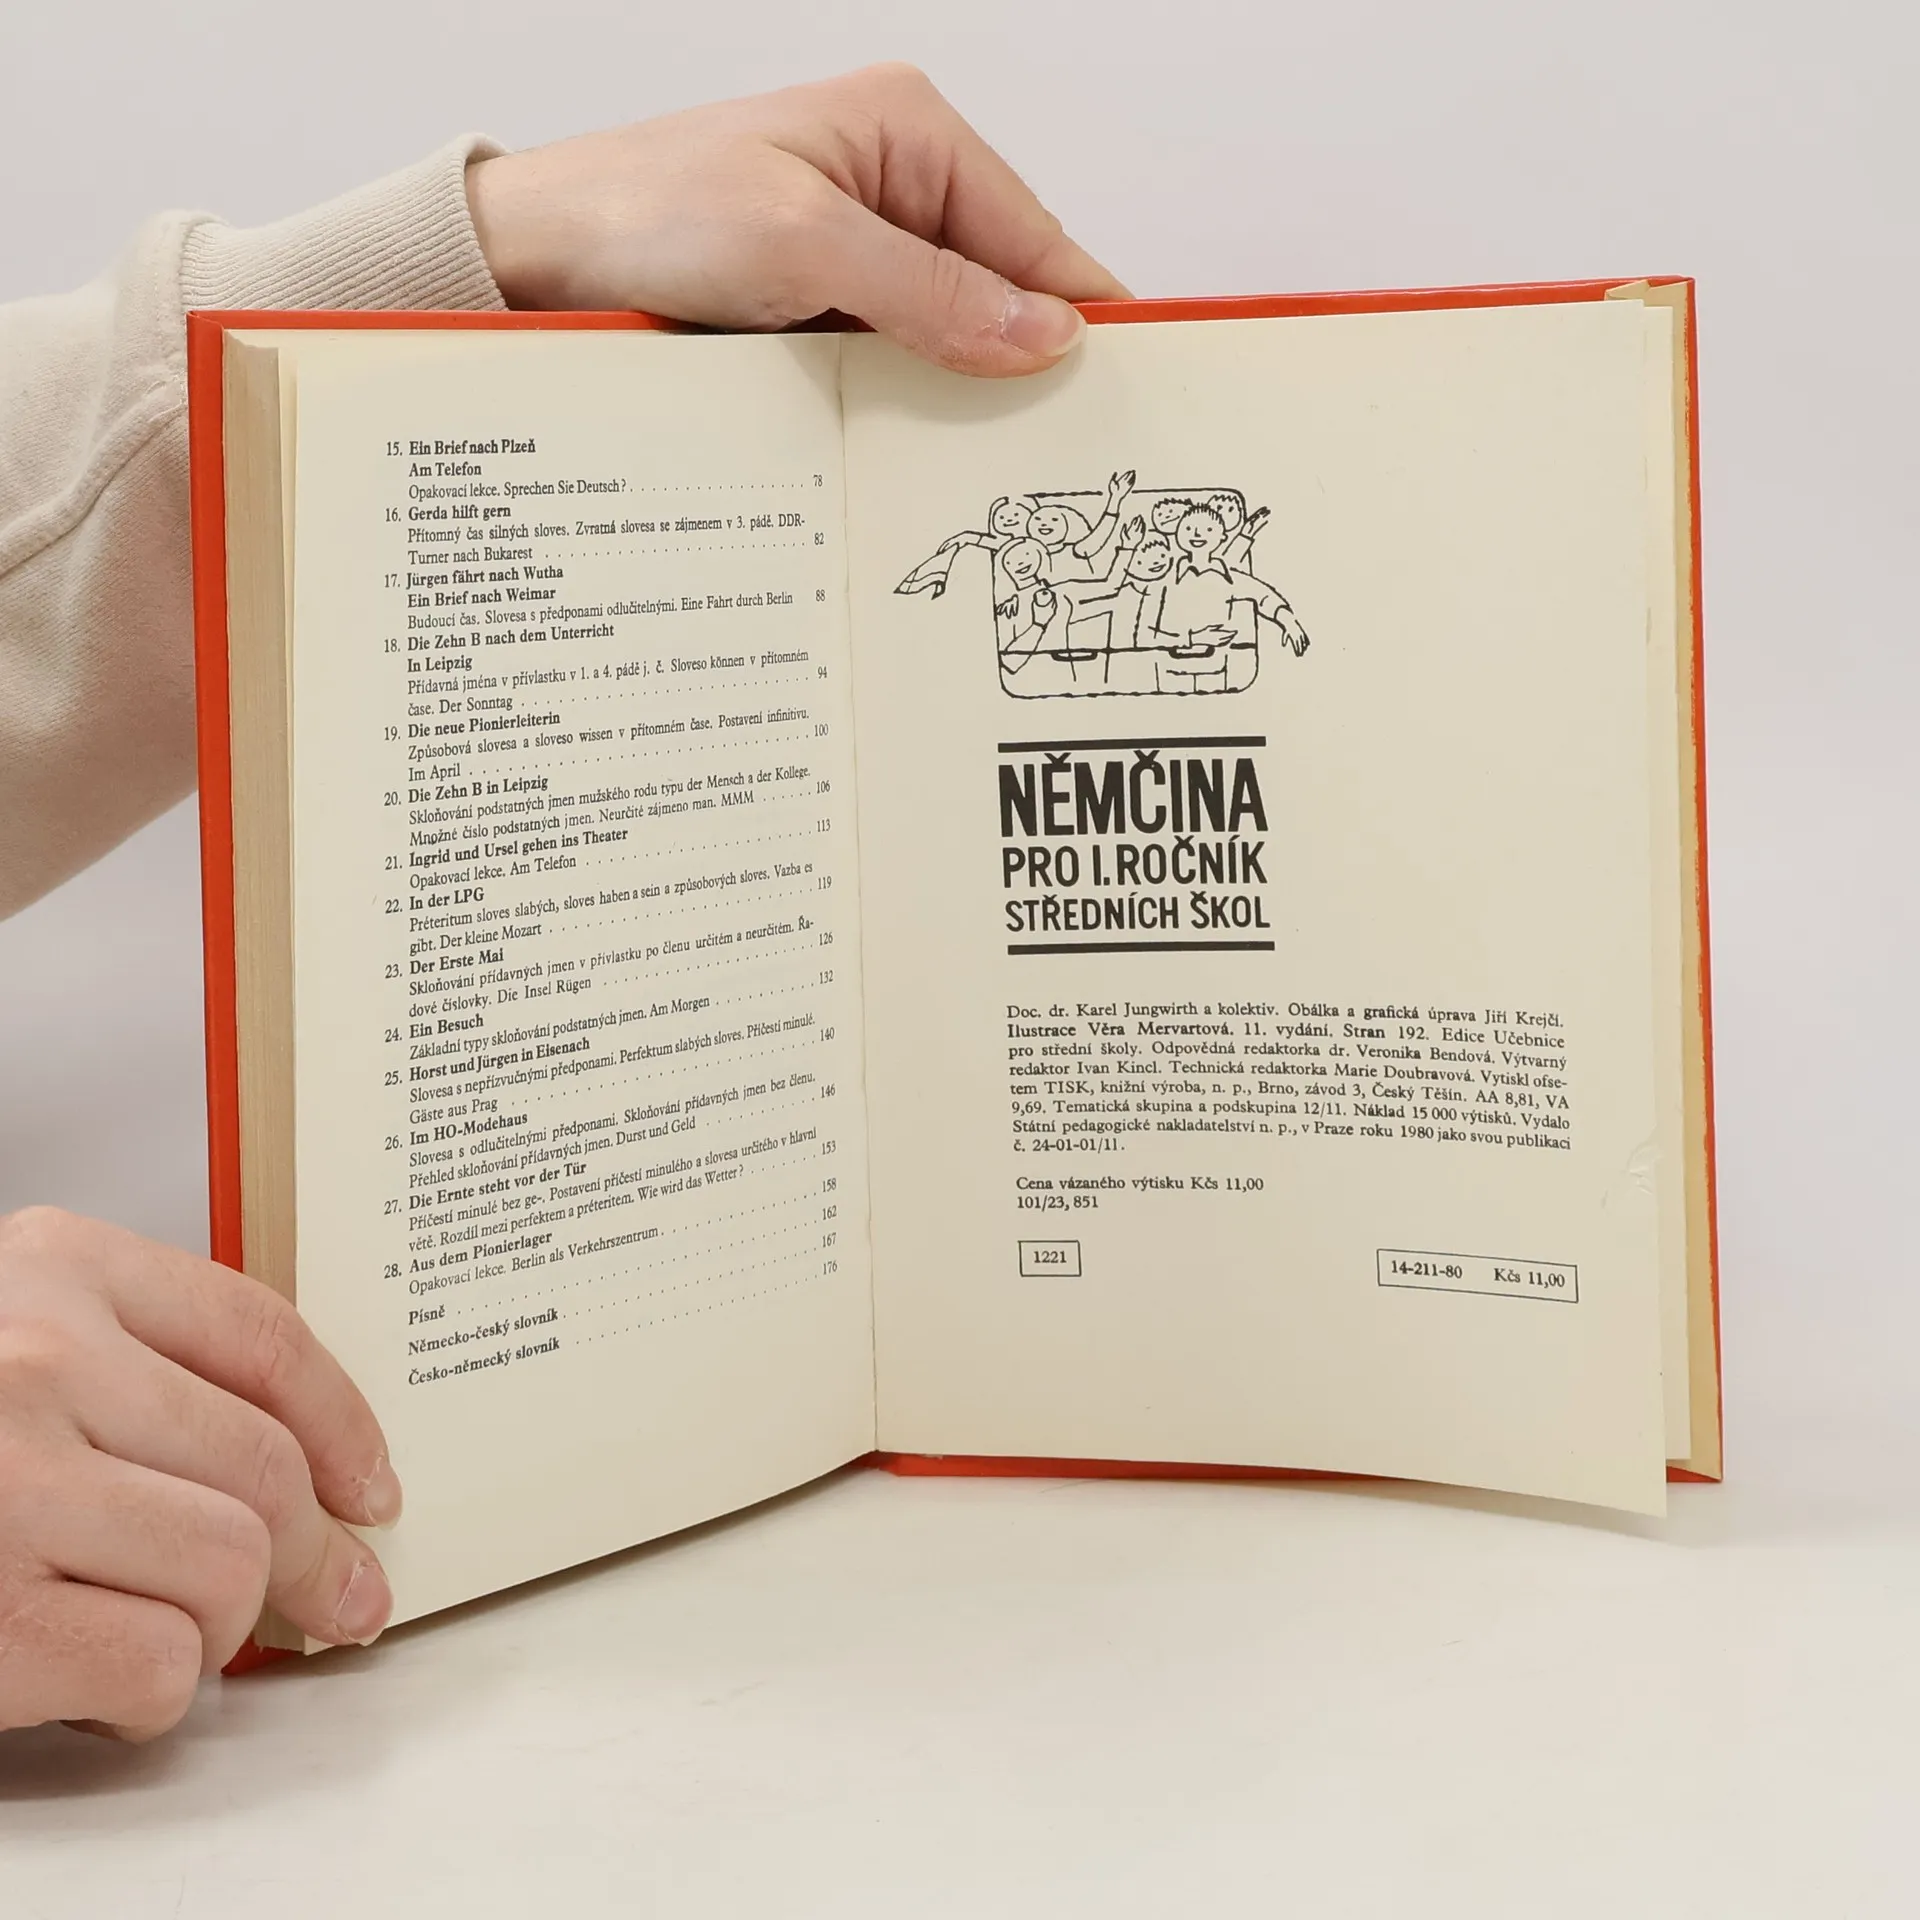 15. Ein Brief nach Plzeň
Am Telefon
Opakovací lekce. Sprechen Sie Deutsch? . . . . . . . . . . . . . . . . . 78
16. Gerda hilft gern
Přítomný čas silných sloves. Zvratná slovesa se zájmenem v 3. pádě. DDR-
Turner nach Bukarest . . . . . . . . . . . . . . . . . . . . . . . . 82
17. Jürgen fährt nach Wutha
Ein Brief nach Weimar
Budoucí čas. Slovesa s předponami odlučitelnými. Eine Fahrt durch Berlin 88
18. Die Zehn B nach dem Unterricht
In Leipzig
Přídavná jména v přívlastku v 1. a 4. pádě j. č. Sloveso können v přítomném
čase. Der Sonntag . . . . . . . . . . . . . . . . . . . . . . . . . . 94
19. Die neue Pionierleiterin
Způsobová slovesa a sloveso wissen v přítomném čase. Postavení infinitivu.
Im April . . . . . . . . . . . . . . . . . . . . . . . . . . . . . . 100
20. Die Zehn B in Leipzig
Skloňování podstatných jmen mužského rodu typu der Mensch a der Kollege.
Množné číslo podstatných jmen. Neurčité zájmeno man. MMM . . . . . . 106
21. Ingrid und Ursel gehen ins Theater
Opakovací lekce. Am Telefon . . . . . . . . . . . . . . . . . . . . . 113
22. In der LPG
Préteritum sloves slabých, sloves haben a sein a způsobových sloves. Vazba es
gibt. Der kleine Mozart . . . . . . . . . . . . . . . . . . . . . . . 119
23. Der Erste Mai
Skloňování přídavných jmen v přívlastku po členu určitém a neurčitém. Řa-
dové číslovky. Die Insel Rügen . . . . . . . . . . . . . . . . . . . . 126
24. Ein Besuch
Základní typy skloňování podstatných jmen. Am Morgen . . . . . . . . . 132
25. Horst und Jürgen in Eisenach
Slovesa s nepřízvučnými předponami. Perfektum slabých sloves. Příčestí minulé.
Gäste aus Prag . . . . . . . . . . . . . . . . . . . . . . . . . . . 140
26. Im HO-Modehaus
Slovesa s odlučitelnými předponami. Skloňování přídavných jmen bez členu.
Přehled skloňování přídavných jmen. Durst und Geld . . . . . . . . . . 146
27. Die Ernte steht vor der Tür
Příčestí minulé bez ge-. Postavení příčestí minulého a slovesa určitého v hlavní
větě. Rozdíl mezi perfektem a préteritem. Wie wird das Wetter? . . . . . . 153
28. Aus dem Pionierlager
Opakovací lekce. Berlin als Verkehrszentrum . . . . . . . . . . . . . . 158
Písně . . . . . . . . . . . . . . . . . . . . . . . . . . . . . . . 162
Německo-český slovník . . . . . . . . . . . . . . . . . . . . . . . . 167
Česko-německý slovník . . . . . . . . . . . . . . . . . . . . . . . . 176
NĚMČINA
PRO I. ROČNÍK
STŘEDNÍCH ŠKOL
Doc. dr. Karel Jungwirth a kolektiv. Obálka a grafická úprava Jiří Krejčí.
Ilustrace Věra Mervartová. 11. vydání. Stran 192. Edice Učebnice
pro střední školy. Odpovědná redaktorka dr. Veronika Bendová. Výtvarný
redaktor Ivan Kincl. Technická redaktorka Marie Doubravová. Vytiskl ofse-
tem TISK, knižní výroba, n. p., Brno, závod 3, Český Těšín. AA 8,81, VA
9,69. Tematická skupina a podskupina 12/11. Náklad 15 000 výtisků. Vydalo
Státní pedagogické nakladatelství n. p., v Praze roku 1980 jako svou publikaci
č. 24-01-01/11.
Cena vázaného výtisku Kčs 11,00
101/23, 851
1221
14-211-80 Kčs 11,00